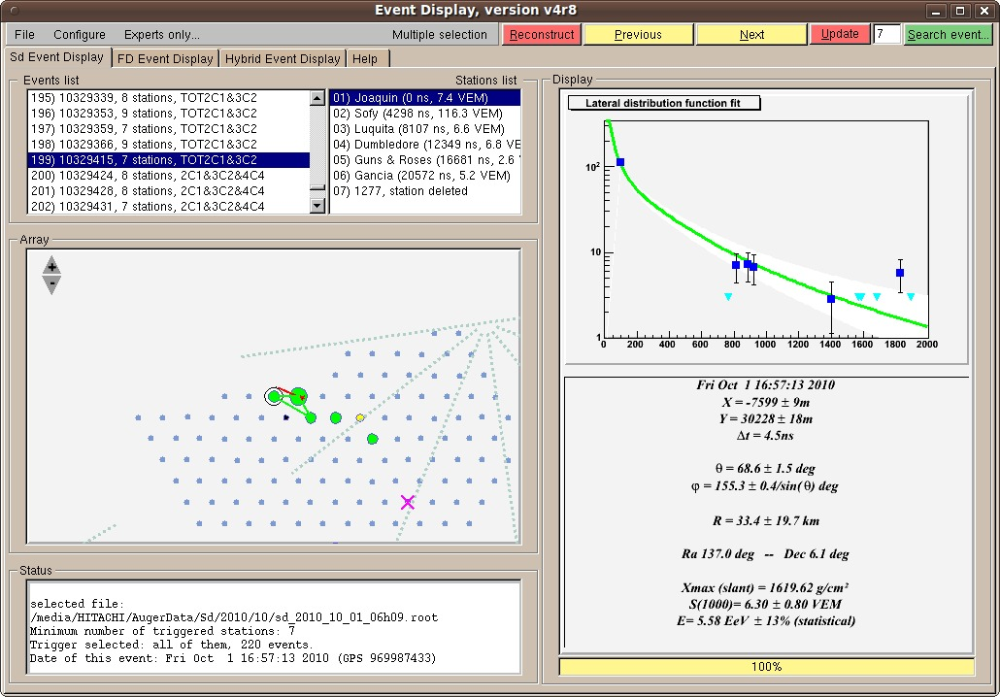 Event Display, version v4r8
File Configure Experts only... Multiple selection Reconstruct Previous Next Update 7 Search event...
Sd Event Display FD Event Display Hybrid Event Display Help
Events list
195) 10329339, 8 stations, TOT2C1&3C2
196) 10329353, 9 stations, TOT2C1&3C2
197) 10329359, 7 stations, TOT2C1&3C2
198) 10329366, 9 stations, TOT2C1&3C2
199) 10329415, 7 stations, TOT2C1&3C2
200) 10329424, 8 stations, 2C1&3C2&4C4
201) 10329428, 8 stations, 2C1&3C2&4C4
202) 10329431, 7 stations, 2C1&3C2&4C4
Stations list
01) Joaquin (0 ns, 7.4 VEM)
02) Sofy (4298 ns, 116.3 VEM)
03) Luquita (8107 ns, 6.6 VEM)
04) Dumbledore (12349 ns, 6.8 VE
05) Guns & Roses (16681 ns, 2.6
06) Gancia (20572 ns, 5.2 VEM)
07) 1277, station deleted
Array
+
-
Status
selected file:
/media/HITACHI/AugerData/Sd/2010/10/sd_2010_10_01_06h09.root
Minimum number of triggered stations: 7
Trigger selected: all of them, 220 events.
Date of this event: Fri Oct 1 16:57:13 2010 (GPS 969987433)
Display
Lateral distribution function fit
10²
10
1
0 200 400 600 800 1000 1200 1400 1600 1800 2000
Fri Oct 1 16:57:13 2010
X = -7599 ± 9m
Y = 30228 ± 18m
Δt = 4.5ns
θ = 68.6 ± 1.5 deg
φ = 155.3 ± 0.4/sin(θ) deg
R = 33.4 ± 19.7 km
Ra 137.0 deg -- Dec 6.1 deg
Xmax (slant) = 1619.62 g/cm²
S(1000)= 6.30 ± 0.80 VEM
E= 5.58 EeV ± 13% (statistical)
100%